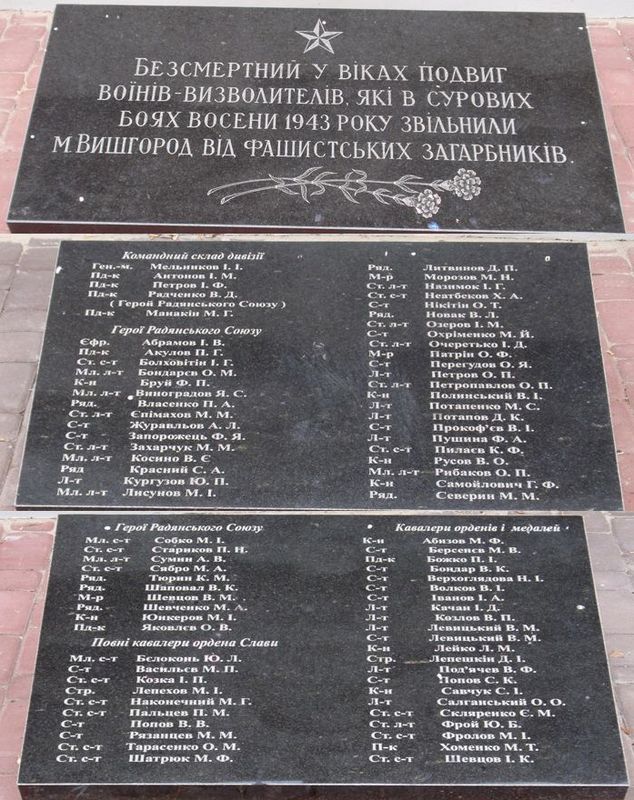 Безсмертний у віках подвиг
воїнів-визволителів, які в сурових
боях восени 1943 року звільнили
м. Вишгород від фашистських загарбників.
Командний склад дивізії
Ген.-м. Мельников І. І.
Пд-к Антонов І. М.
Пд-к Петров І. Ф.
Пд-к Рядченко В. Д.
( Герой Радянського Союзу )
Пд-к Манакін М. Г.
Герої Радянського Союзу
Єфр. Абрамов І. В.
Пд-к Акулов П. Г.
Ст. с-т Болховітін І. Г.
Мл. л-т Бондарєв О. М.
К-н Бруй Ф. П.
Мл. л-т Виноградов Я. С.
Ряд. Власенко П. А.
Ст. л-т Єпімахов М. М.
С-т Журавльов А. Л.
С-т Запорожець Ф. Я.
Ст. л-т Захарчук М. М.
Мл. л-т Косино В. Є
Ряд Красний С. А.
Л-т Кургузов Ю. П.
Мл. л-т Лисунов М. І.
Ряд. Литвинов Д. П.
М-р Морозов М. Н.
Ст. л-т Назимок І. Г.
Ст. с-т Неатбеков Х. А.
С-т Нікітін О. Т.
Ряд. Новак В. Л.
Ст. л-т Озеров І. М.
С-т Охріменко М. Й.
Ст. л-т Очеретько І. Д.
М-р Патрін О. Ф.
С-т Перегудов О. Я.
Л-т Петров О. П.
Ст. л-т Петропавлов О. П.
К-н Полинський В. І.
Л-т Потапенко М. С.
Л-т Потапов Д. К.
С-т Прокоф'єв В. І.
Л-т Пушина Ф. А.
Ст. с-т Пилаєв К. Ф.
К-н Русов В. О.
Мл. л-т Рибаков О. П.
К-н Самойлович Г. Ф.
Ряд. Северин М. М.
Герої Радянського Союзу
Мл. с-т Собко М. І.
Ст. с-т Стариков П. Н.
Мл. л-т Сумин А. В.
Ст. с-т Сябро М. А.
Ряд. Тюрин К. М.
Ряд. Шаповал В. К.
М-р Шевцов В. М.
Ряд. Шевченко М. А.
К-н Юнкеров М. І.
Пд-к Яковлєв О. В.
Повні кавалери ордена Слави
Мл. с-т Бєлоконь Ю. Л.
С-т Васильєв М. П.
Ст. с-т Козка І. П.
Стр. Лепехов М. І.
Ст. с-т Наконечний М. Г.
Ст. с-т Пальцев П. М.
С-т Попов В. В.
С-т Рязанцев М. М.
Ст. с-т Тарасенко О. М.
Ст. с-т Шатрюк М. Ф.
Кавалери орденів і медалей
К-н Абизов М. Ф.
С-т Берсенєв М. В.
Пд-к Божко П. І.
С-т Бондар В. К.
С-т Верхоглядова Н. І.
С-т Волков В. І.
С-т Іванов І. А.
Л-т Качан І. Д.
Л-т Козлов В. П.
Л-т Левицький В. М.
С-т Левицький В. М.
К-н Лейко Л. М.
Стр. Лепешкін Д. І.
Л-т Под'ячев В. Ф.
С-т Попов С. К.
К-н Савчук С. І.
Л-т Салганський О. О.
Ст. с-т Скляренко Є. М.
Ст. л-т Фрой Ю. Б.
Ст. с-т Фролов М. І.
П-к Хоменко М. Т.
Ст. с-т Шевцов І. К.